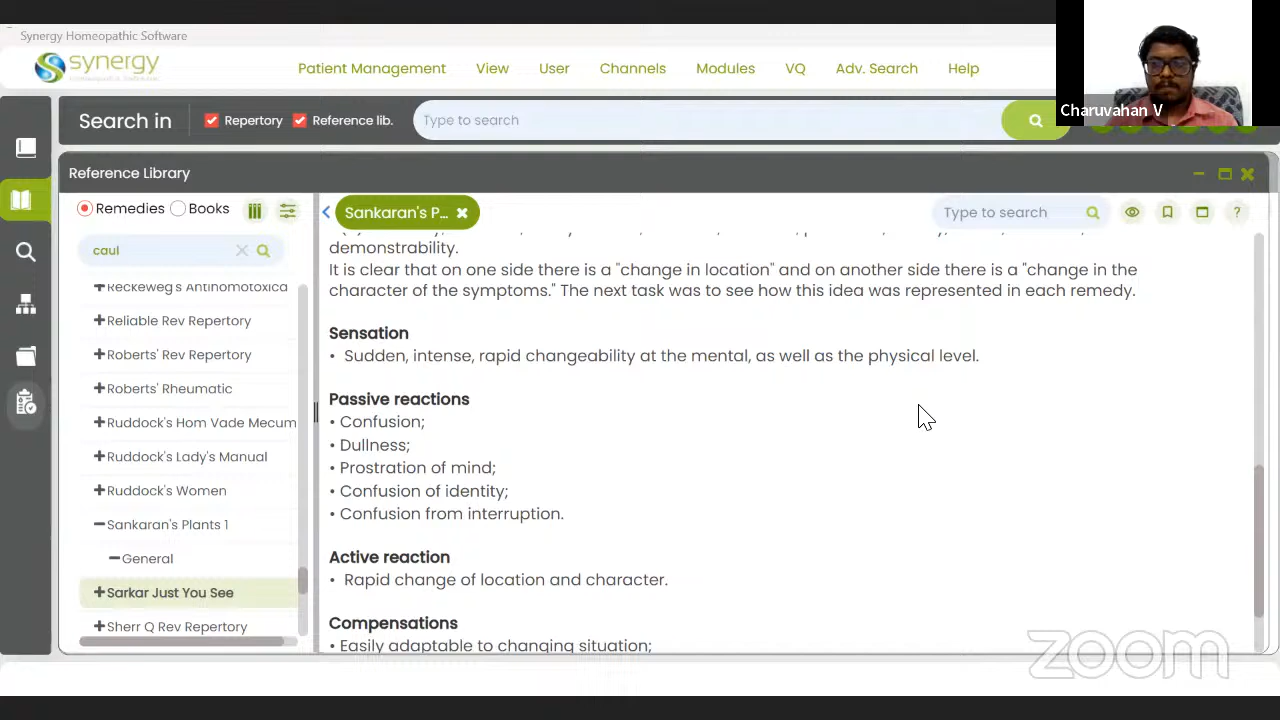 Synergy Homeopathic Software
synergy
Patient Management View User Channels Modules VQ Adv. Search Help
Charuvahan V
Search in Repertory Reference lib. Type to search
Reference Library
Remedies Books
Sankaran's P... Type to search ?
caul
Reckeweg's Antihomotoxica
Reliable Rev Repertory
Roberts' Rev Repertory
Roberts' Rheumatic
Ruddock's Hom Vade Mecum
Ruddock's Lady's Manual
Ruddock's Women
Sankaran's Plants 1
General
Sarkar Just You See
Sherr Q Rev Repertory
demonstrability.
It is clear that on one side there is a "change in location" and on another side there is a "change in the
character of the symptoms." The next task was to see how this idea was represented in each remedy.
Sensation
• Sudden, intense, rapid changeability at the mental, as well as the physical level.
Passive reactions
• Confusion;
• Dullness;
• Prostration of mind;
• Confusion of identity;
• Confusion from interruption.
Active reaction
• Rapid change of location and character.
Compensations
• Easily adaptable to changing situation;
zoom